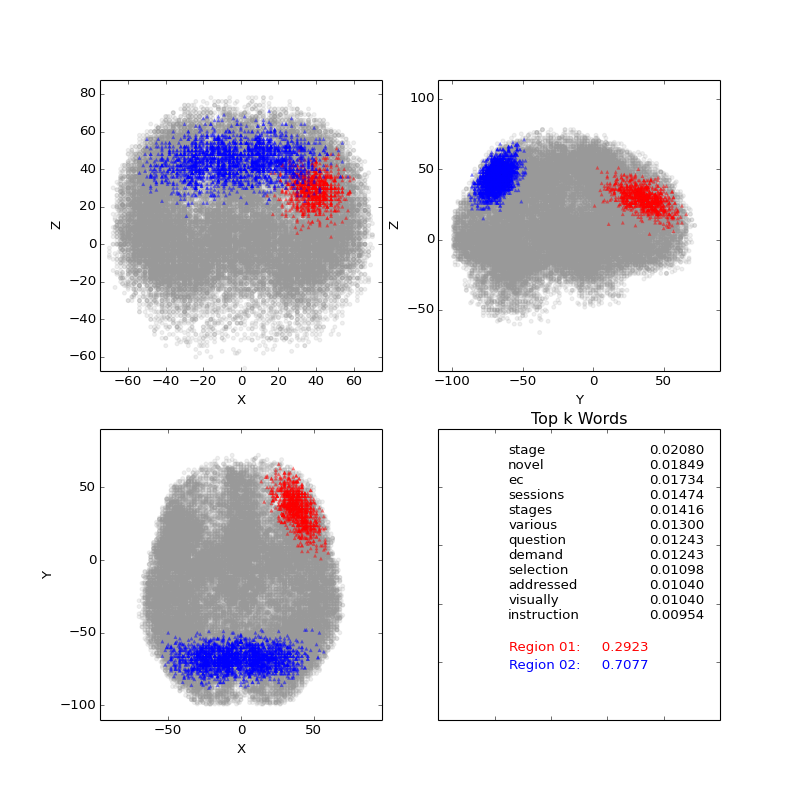 80
60
40
20
0
−20
−40
−60
Z
−60 −40 −20 0 20 40 60
X
100
50
0
−50
Z
−100 −50 0 50
Y
50
0
−50
−100
Y
−50 0 50
X
Top k Words
stage 0.02080
novel 0.01849
ec 0.01734
sessions 0.01474
stages 0.01416
various 0.01300
question 0.01243
demand 0.01243
selection 0.01098
addressed 0.01040
visually 0.01040
instruction 0.00954
Region 01: 0.2923
Region 02: 0.7077